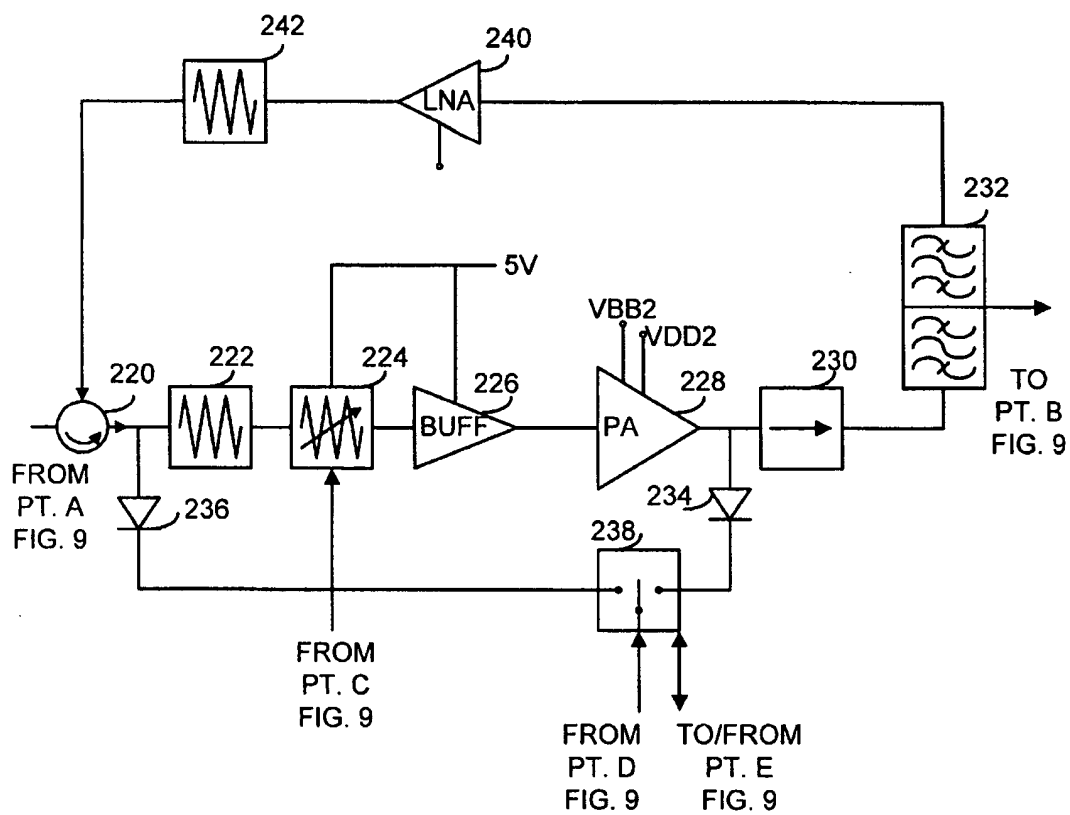 242
240
LNA
232
5V
VBB2
VDD2
220
222
224
226
228
230
BUFF
PA
TO
PT. B
FIG. 9
FROM
PT. A
FIG. 9
236
234
238
FROM
PT. C
FIG. 9
FROM
PT. D
FIG. 9
TO/FROM
PT. E
FIG. 9